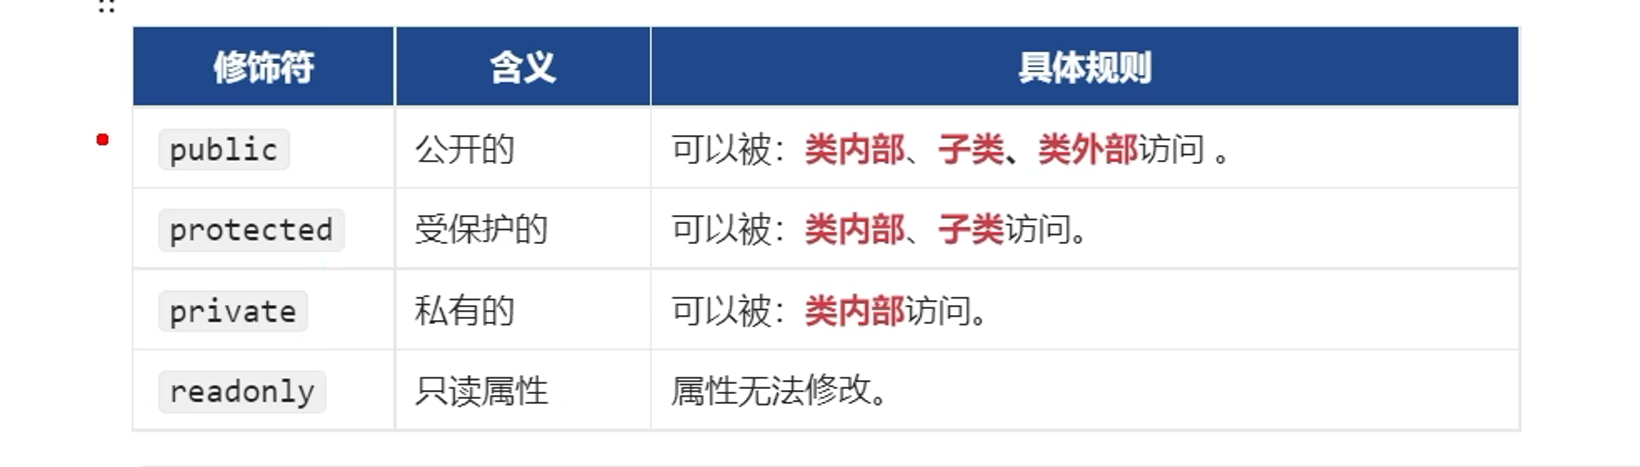 修饰符 含义 具体规则
public 公开的 可以被：类内部、子类、类外部访问 。
protected 受保护的 可以被：类内部、子类访问。
private 私有的 可以被：类内部访问。
readonly 只读属性 属性无法修改。